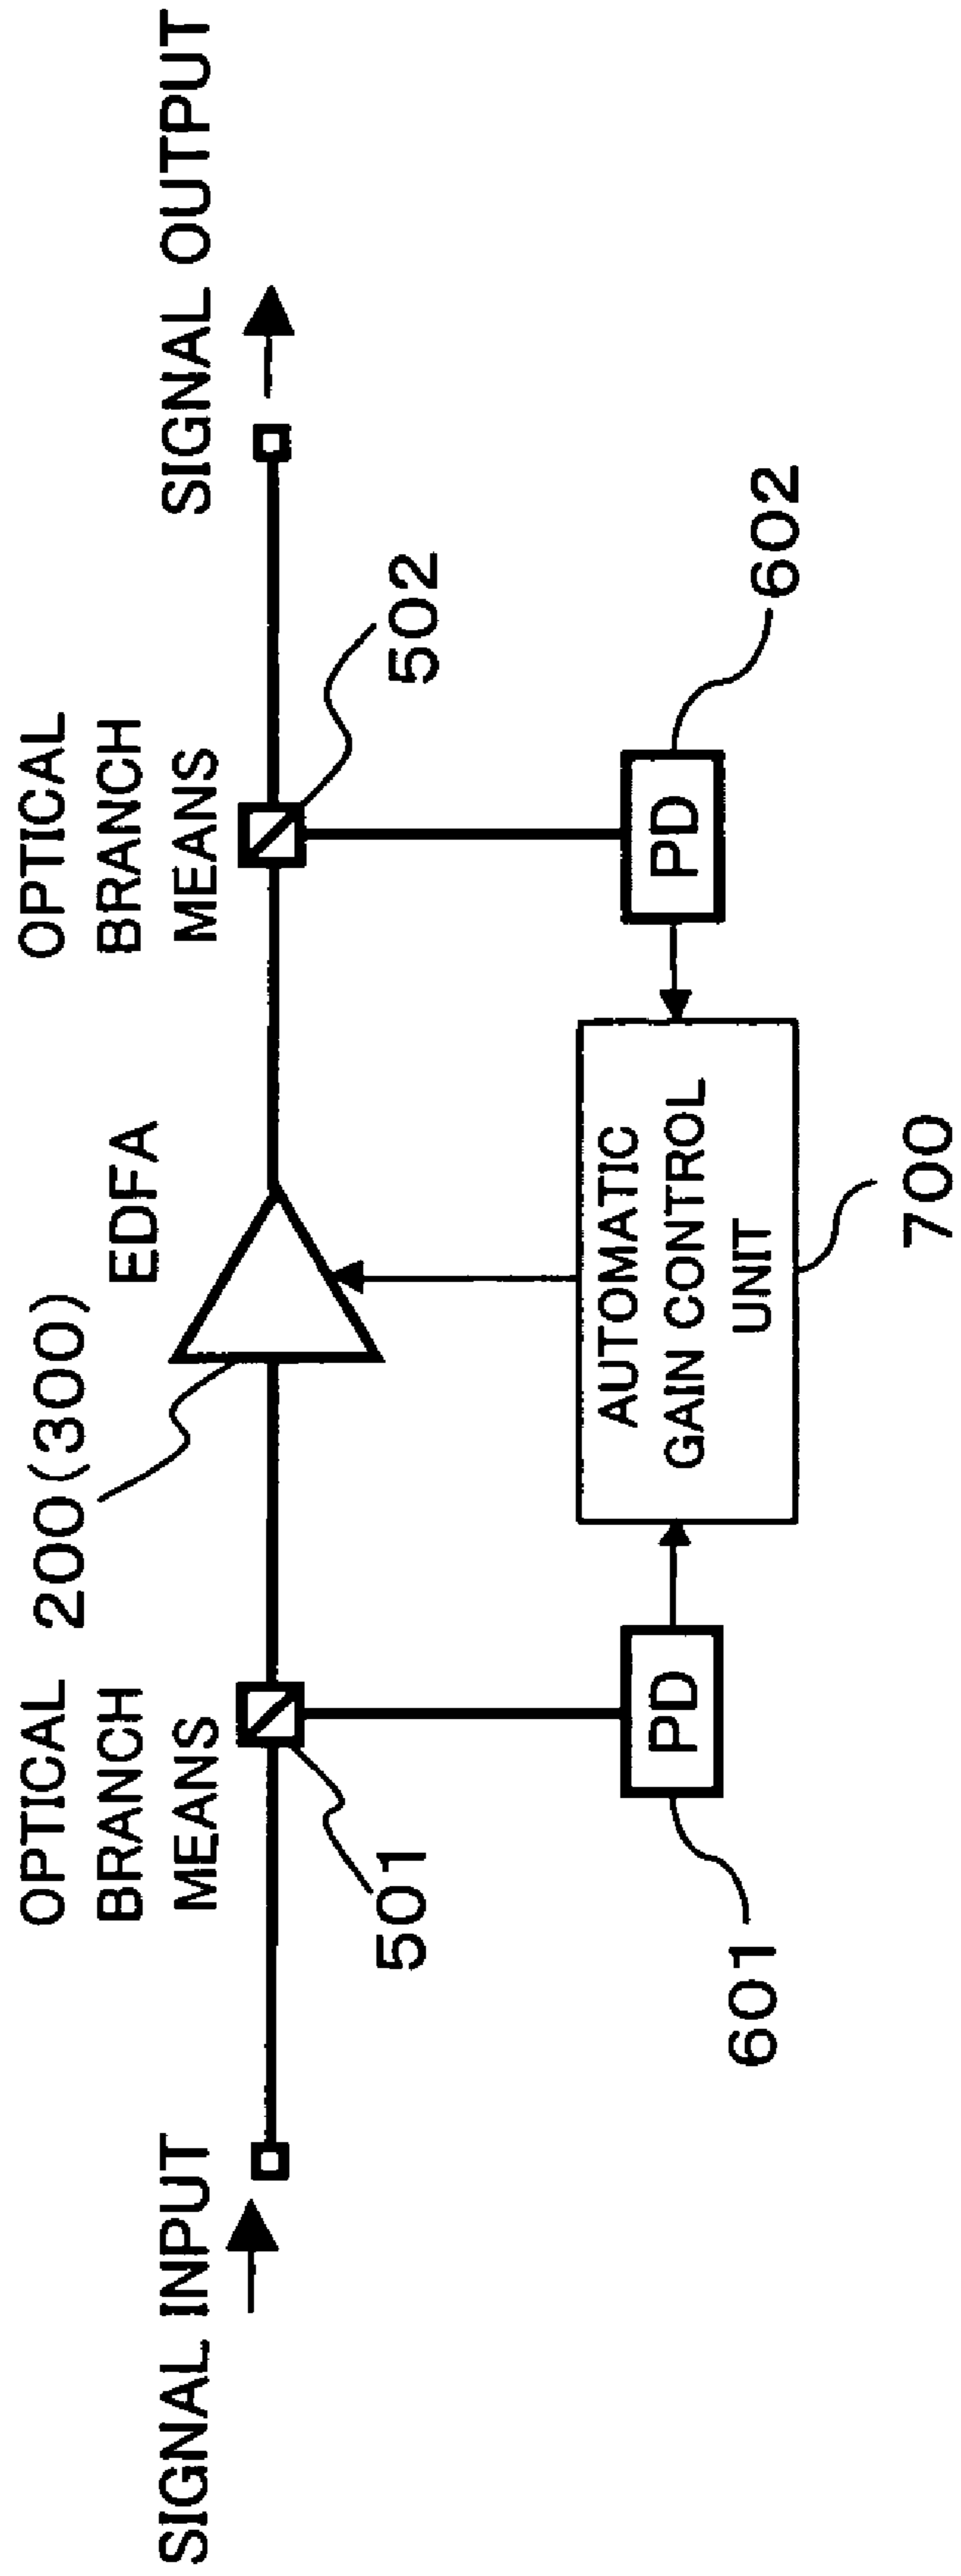 SIGNAL INPUT
OPTICAL
BRANCH
MEANS
501
200(300)
EDFA
OPTICAL
BRANCH
MEANS
502
SIGNAL OUTPUT
601
PD
AUTOMATIC
GAIN CONTROL
UNIT
700
PD
602